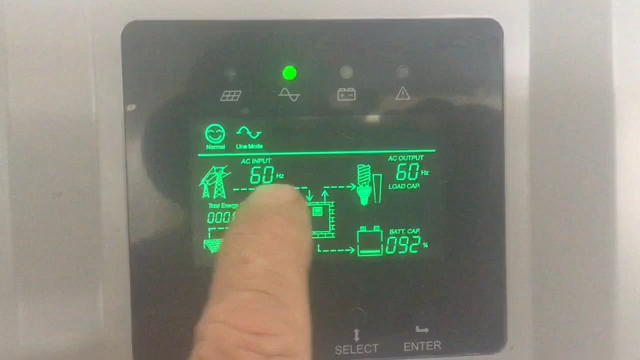 Normal Line Mode
AC INPUT
60 Hz
AC OUTPUT
60 Hz
LOAD CAP.
Total Energy
BATT. CAP.
092 %
SELECT
ENTER